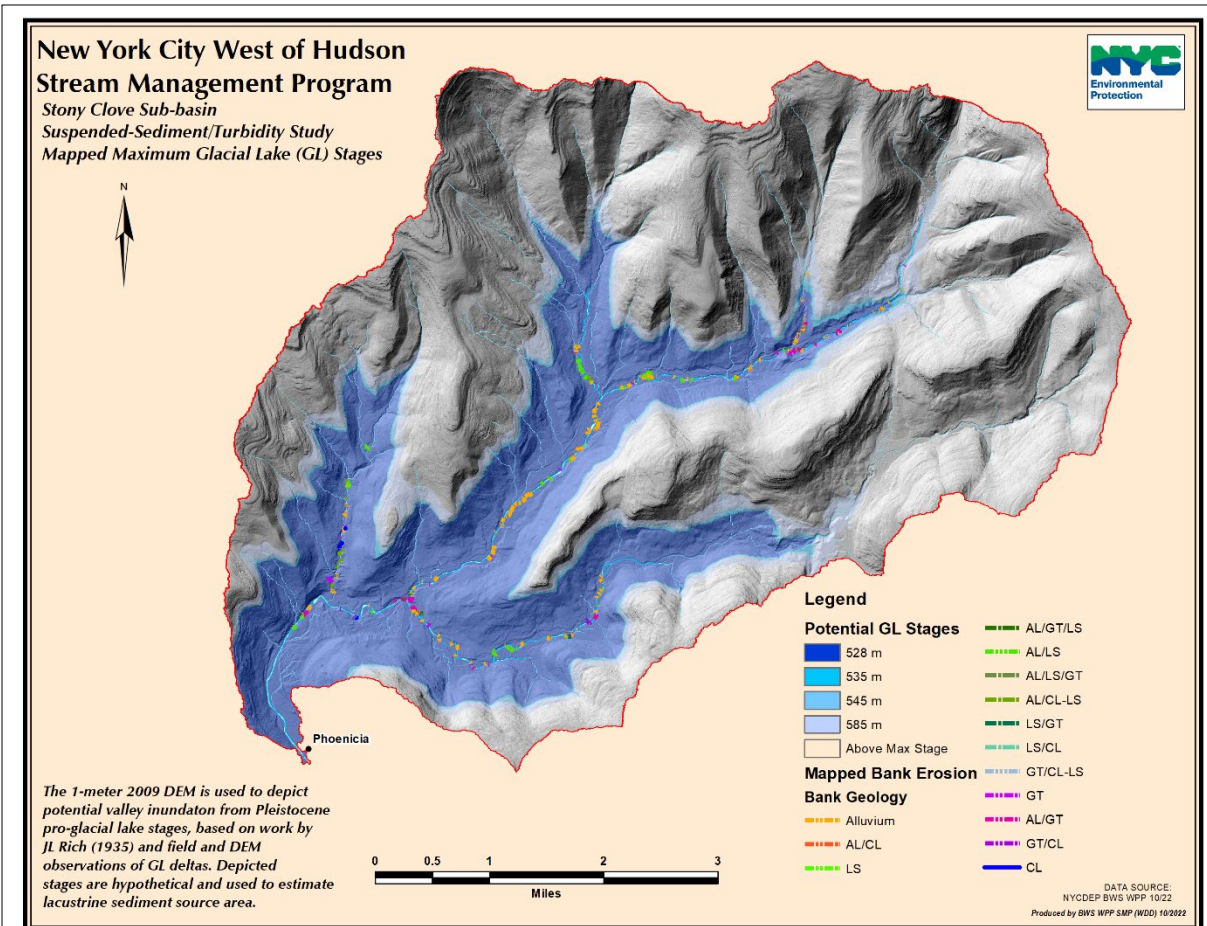 New York City West of Hudson
Stream Management Program
Stony Clove Sub-basin
Suspended-Sediment/Turbidity Study
Mapped Maximum Glacial Lake (GL) Stages
NYC
Environmental
Protection
N
Phoenicia
The 1-meter 2009 DEM is used to depict
potential valley inundaton from Pleistocene
pro-glacial lake stages, based on work by
JL Rich (1935) and field and DEM
observations of GL deltas. Depicted
stages are hypothetical and used to estimate
lacustrine sediment source area.
0 0.5 1 2 3
Miles
Legend
Potential GL Stages
528 m
535 m
545 m
585 m
Above Max Stage
Mapped Bank Erosion
Bank Geology
Alluvium
AL/CL
LS
AL/GT/LS
AL/LS
AL/LS/GT
AL/CL-LS
LS/GT
LS/CL
GT/CL-LS
GT
AL/GT
GT/CL
CL
DATA SOURCE:
NYCDEP BWS WPP 10/22
Produced by BWS WPP SMP (WDD) 10/2022